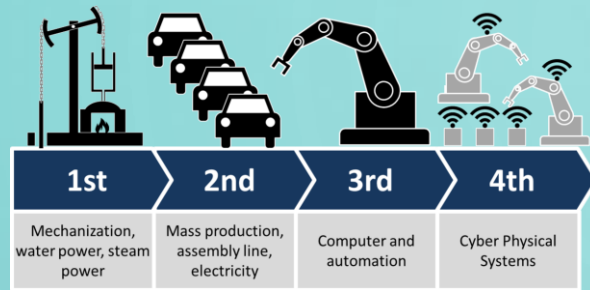 1st
2nd
3rd
4th
Mechanization,
water power, steam
power
Mass production,
assembly line,
electricity
Computer and
automation
Cyber Physical
Systems